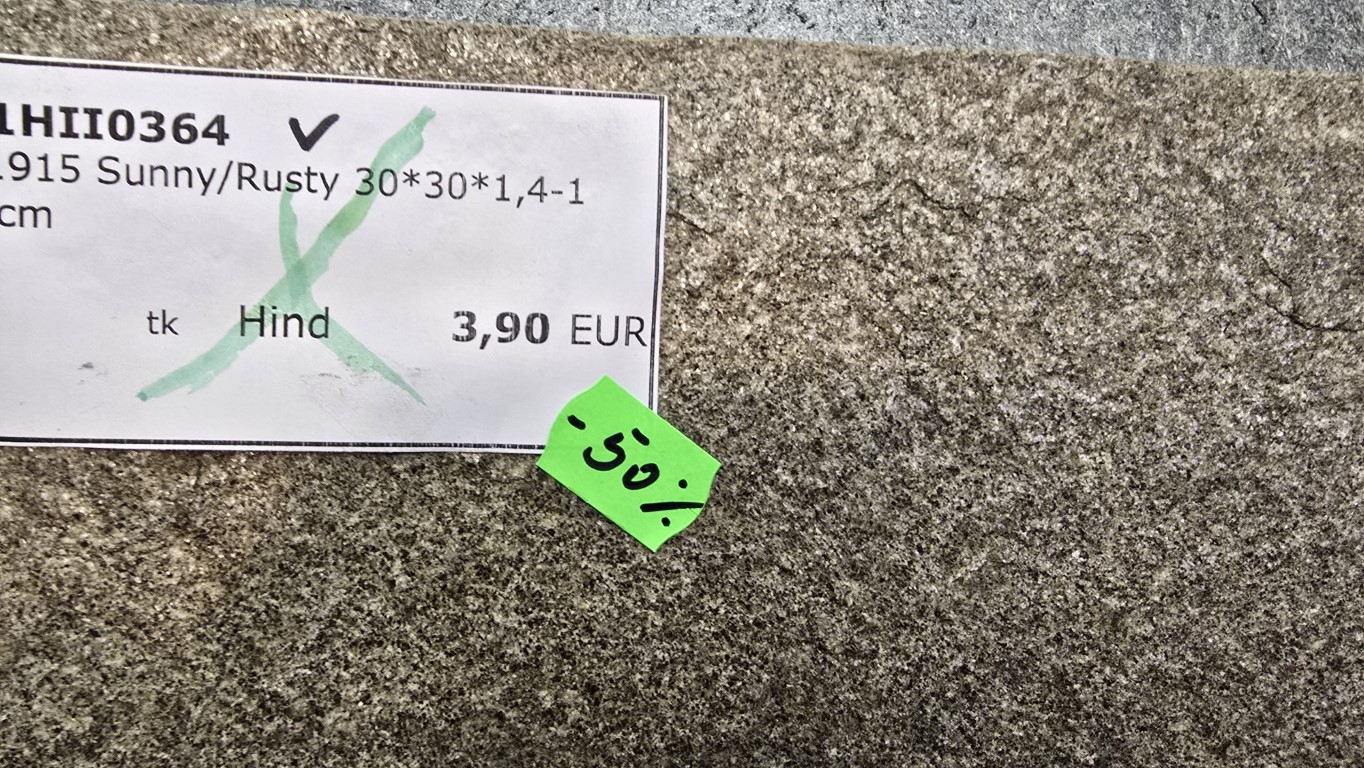 1HII0364 ✓
1915 Sunny/Rusty 30*30*1,4-1
cm
tk Hind 3,90 EUR
-50%